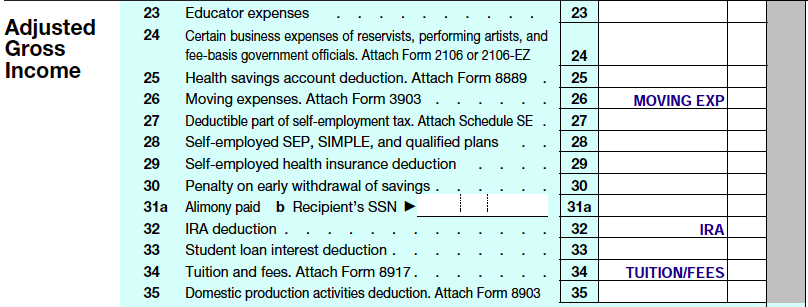 Adjusted
Gross
Income
23 Educator expenses . . . . . . . . . . 23
24 Certain business expenses of reservists, performing artists, and
fee-basis government officials. Attach Form 2106 or 2106-EZ 24
25 Health savings account deduction. Attach Form 8889 . 25
26 Moving expenses. Attach Form 3903 . . . . . . 26 MOVING EXP
27 Deductible part of self-employment tax. Attach Schedule SE . 27
28 Self-employed SEP, SIMPLE, and qualified plans . . 28
29 Self-employed health insurance deduction . . . . 29
30 Penalty on early withdrawal of savings . . . . . . 30
31a Alimony paid b Recipient's SSN ▶ 31a
32 IRA deduction . . . . . . . . . . . . . 32 IRA
33 Student loan interest deduction . . . . . . . . 33
34 Tuition and fees. Attach Form 8917 . . . . . . . 34 TUITION/FEES
35 Domestic production activities deduction. Attach Form 8903 35